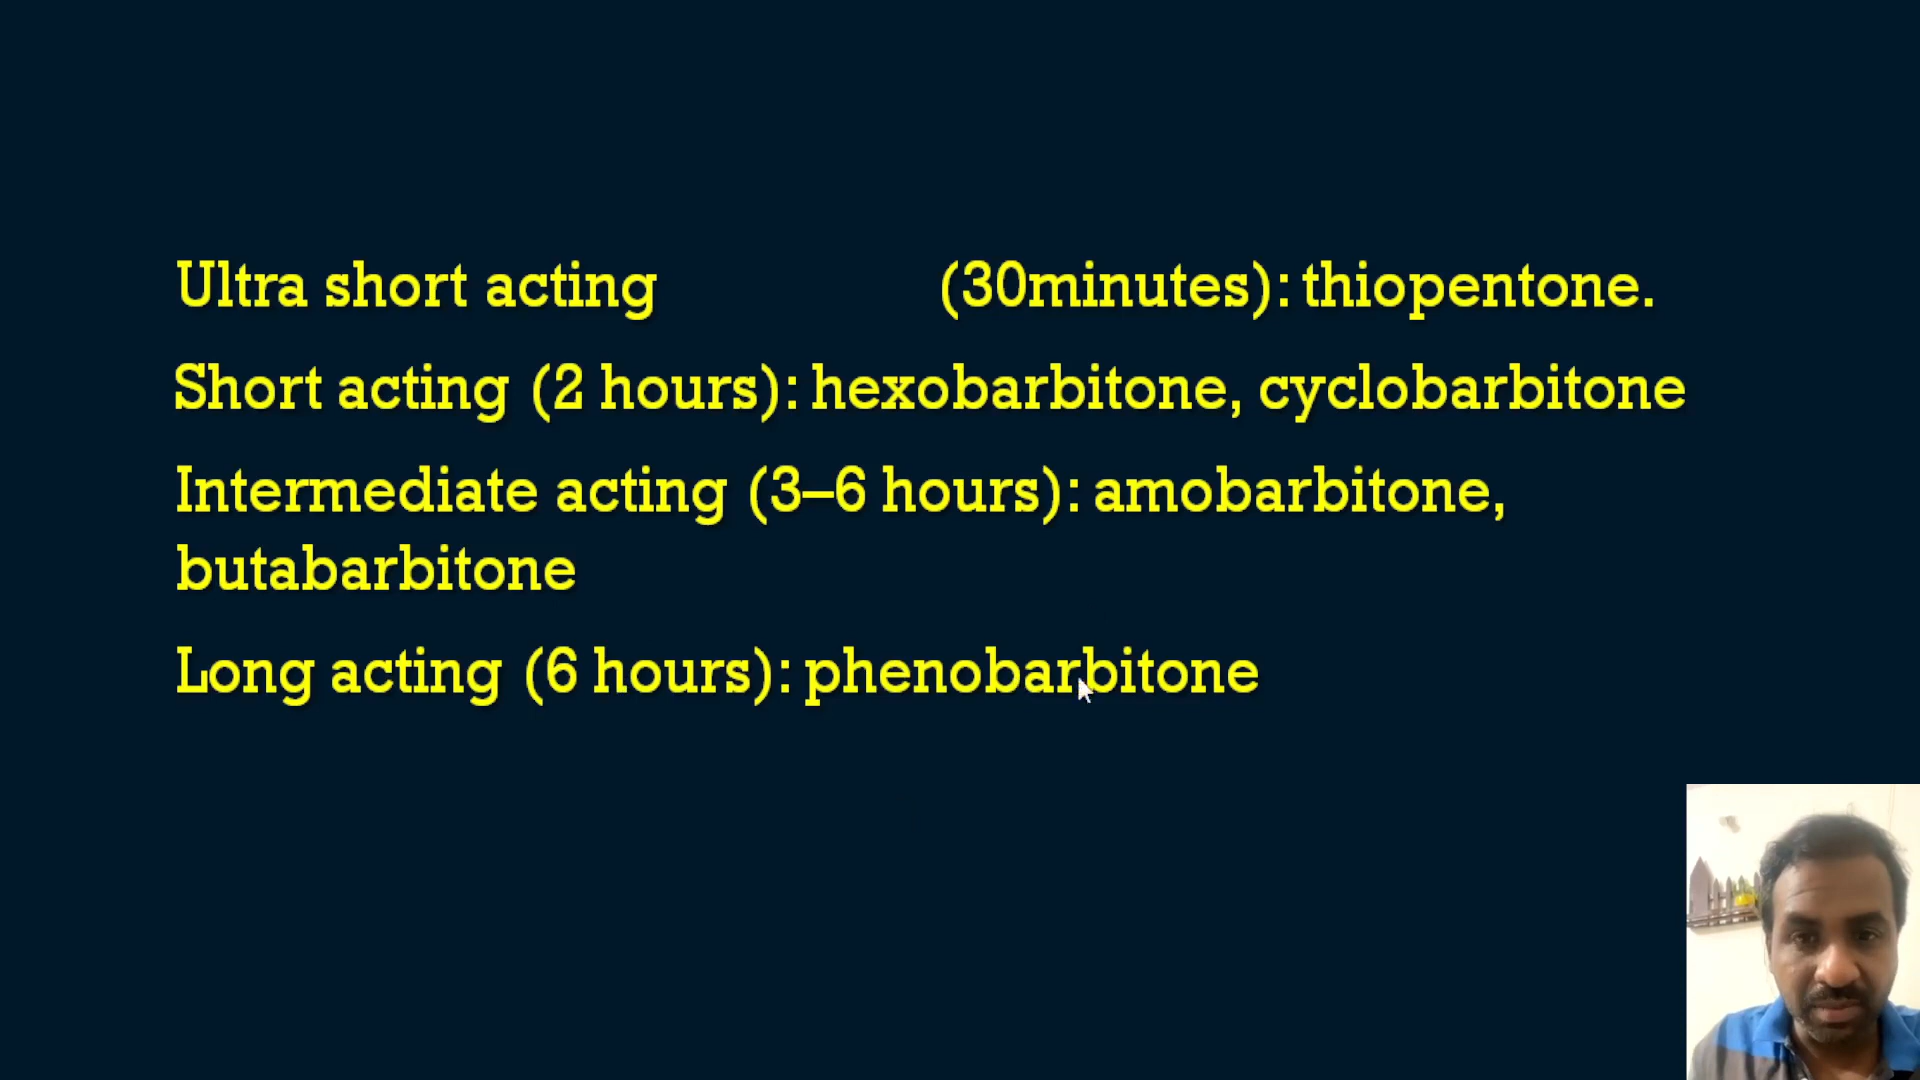 Ultra short acting (30minutes): thiopentone.
Short acting (2 hours): hexobarbitone, cyclobarbitone
Intermediate acting (3–6 hours): amobarbitone,
butabarbitone
Long acting (6 hours): phenobarbitone